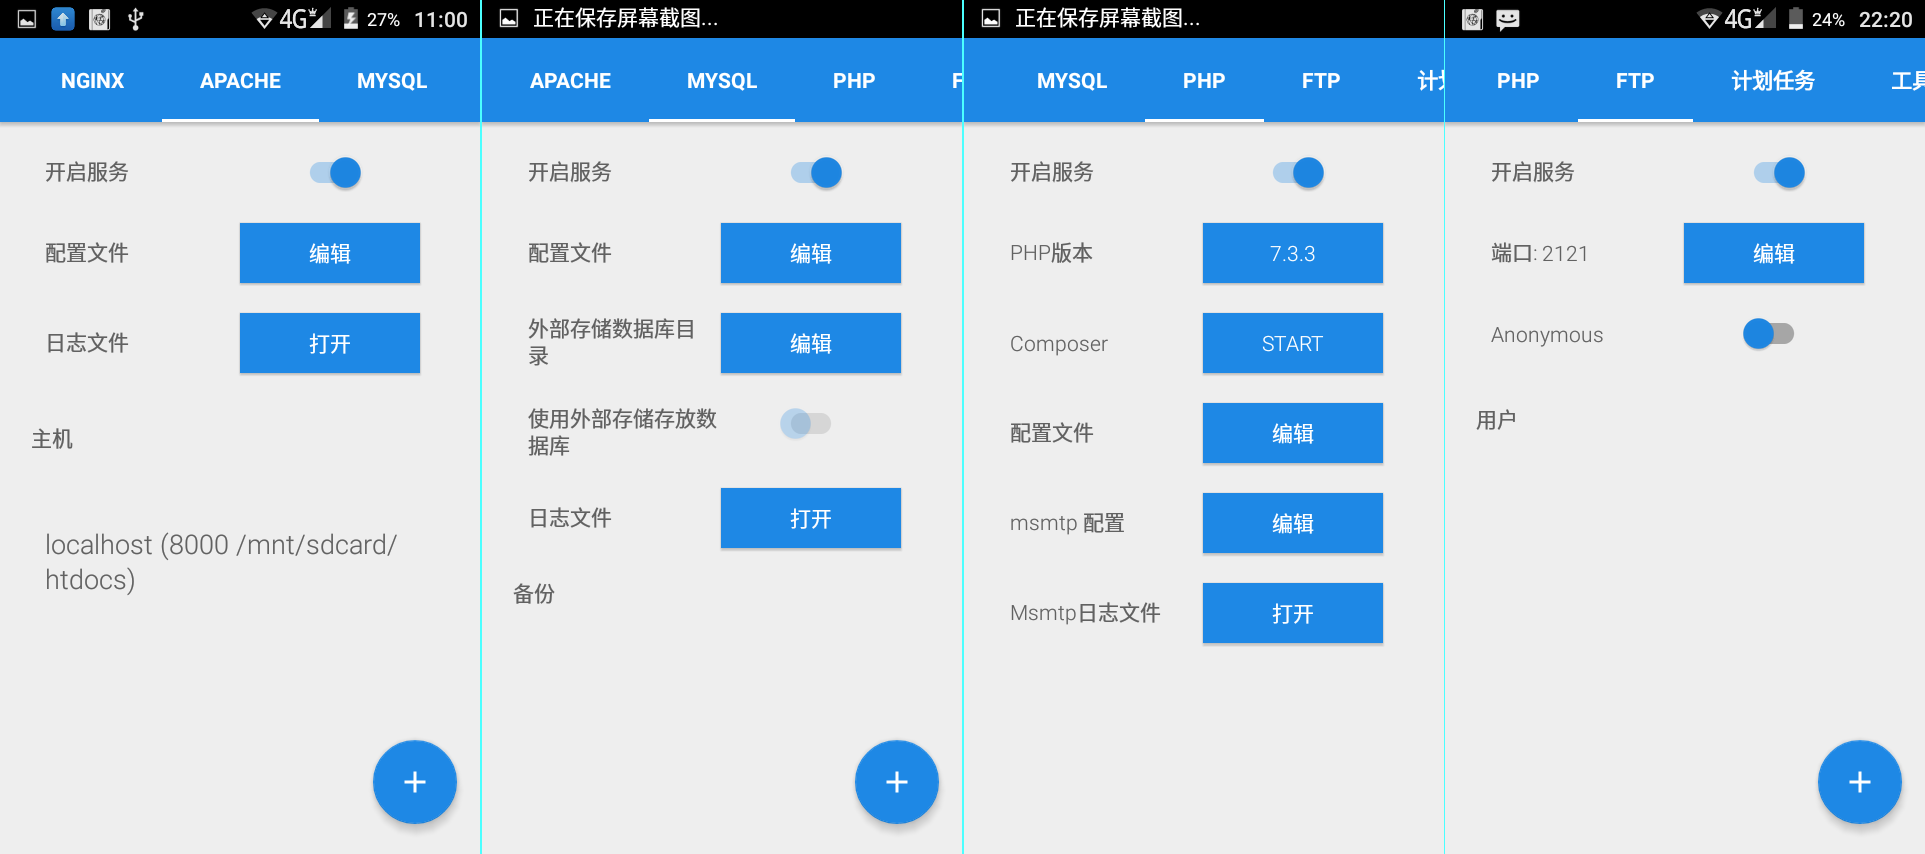 4G 27% 11:00
NGINX APACHE MYSQL
开启服务
配置文件 编辑
日志文件 打开
主机
localhost (8000 /mnt/sdcard/
htdocs)
+
正在保存屏幕截图...
APACHE MYSQL PHP F
开启服务
配置文件 编辑
外部存储数据库目
录
编辑
使用外部存储存放数
据库
日志文件 打开
备份
+
正在保存屏幕截图...
MYSQL PHP FTP 计划
开启服务
PHP版本 7.3.3
Composer START
配置文件 编辑
msmtp 配置 编辑
Msmtp日志文件 打开
4G 24% 22:20
PHP FTP 计划任务 工具
开启服务
端口: 2121 编辑
Anonymous
用户
+